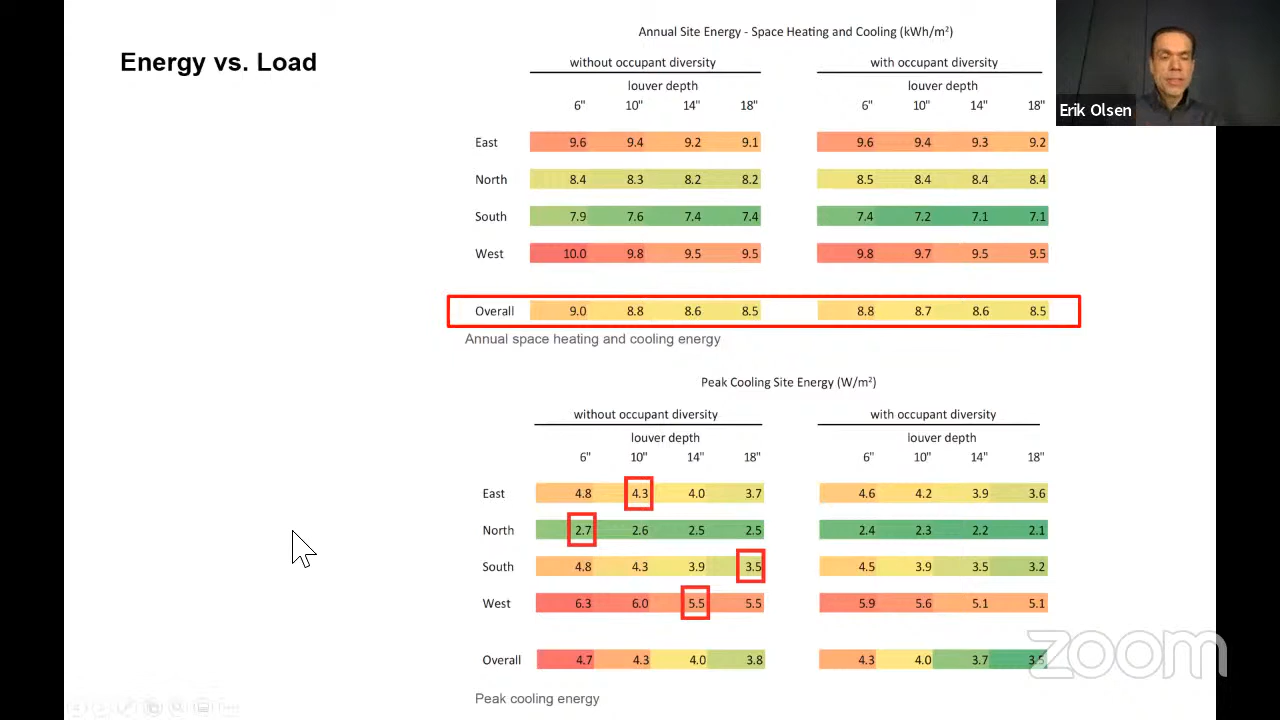 Energy vs. Load
Annual Site Energy - Space Heating and Cooling (kWh/m²)
without occupant diversity
with occupant diversity
louver depth
louver depth
6" 10" 14" 18"
6" 10" 14" 18"
East 9.6 9.4 9.2 9.1 9.6 9.4 9.3 9.2
North 8.4 8.3 8.2 8.2 8.5 8.4 8.4 8.4
South 7.9 7.6 7.4 7.4 7.4 7.2 7.1 7.1
West 10.0 9.8 9.5 9.5 9.8 9.7 9.5 9.5
Overall 9.0 8.8 8.6 8.5 8.8 8.7 8.6 8.5
Annual space heating and cooling energy
Peak Cooling Site Energy (W/m²)
without occupant diversity
with occupant diversity
louver depth
louver depth
6" 10" 14" 18"
6" 10" 14" 18"
East 4.8 4.3 4.0 3.7 4.6 4.2 3.9 3.6
North 2.7 2.6 2.5 2.5 2.4 2.3 2.2 2.1
South 4.8 4.3 3.9 3.5 4.5 3.9 3.5 3.2
West 6.3 6.0 5.5 5.5 5.9 5.6 5.1 5.1
Overall 4.7 4.3 4.0 3.8 4.3 4.0 3.7 3.5
Peak cooling energy
Erik Olsen
zoom